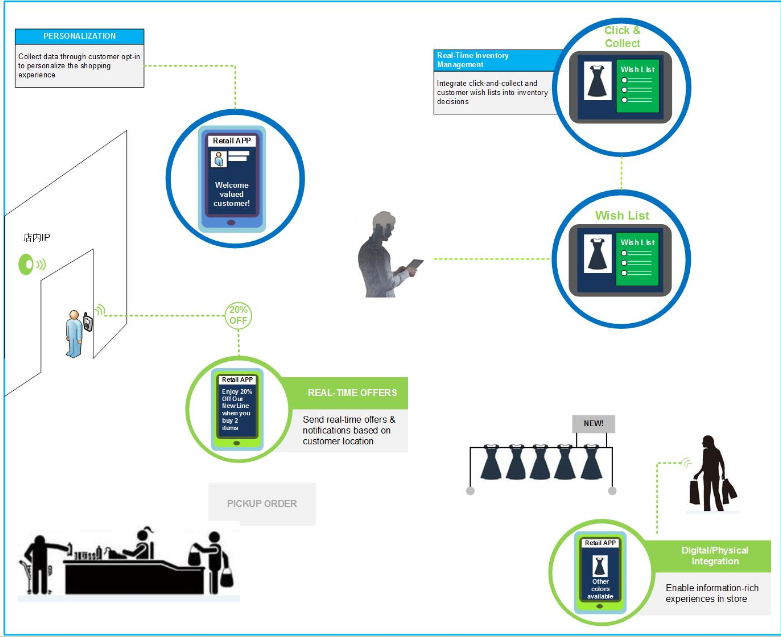 PERSONALIZATION
Collect data through customer opt-in
to personalize the shopping
experience
Retail APP
Welcome
valued
customer!
Real-Time Inventory
Management
Integrate click-and-collect and
customer wish lists into inventory
decisions
Click &
Collect
Wish List
Wish List
Wish List
店内IP
20%
OFF
Retail APP
Enjoy 20%
Off Our
New Line
when you
buy 2
items
REAL-TIME OFFERS
Send real-time offers &
notifications based on
customer location
NEW!
PICKUP ORDER
Retail APP
Other
colors
available
Digital/Physical
Integration
Enable information-rich
experiences in store